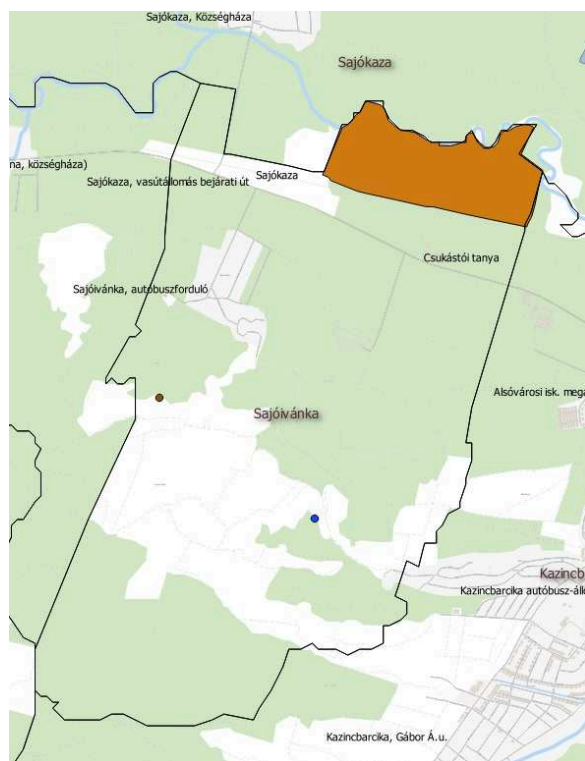 Sajókaza, Községháza
Sajókaza
na, községháza)
Sajókaza, vasútállomás bejárati út
Sajókaza
Csukástói tanya
Sajóivánka, autóbuszforduló
Alsóvárosi isk. mega
Sajóivánka
Kazincb
Kazincbarcika autóbusz-állo
Kazincbarcika, Gábor Á.u.